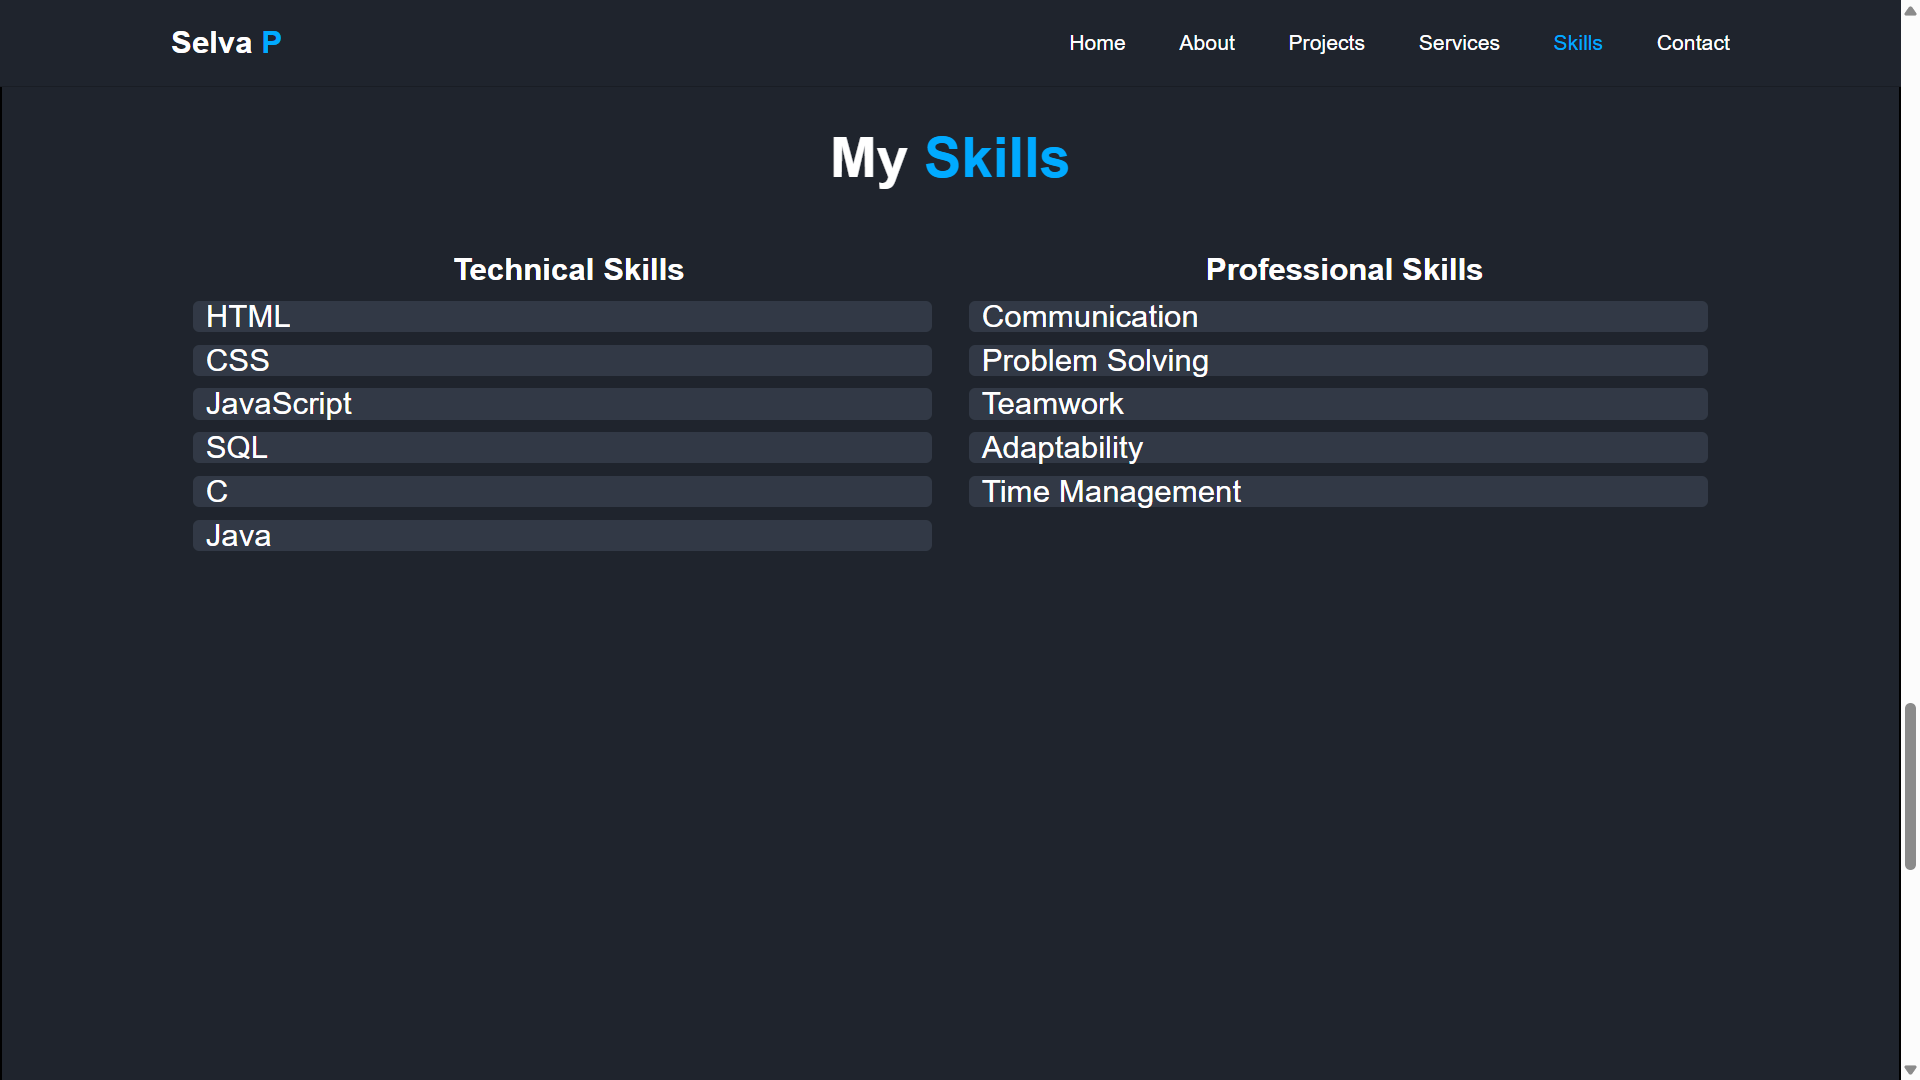 Selva P
Home About Projects Services Skills Contact
My Skills
Technical Skills
HTML
CSS
JavaScript
SQL
C
Java
Professional Skills
Communication
Problem Solving
Teamwork
Adaptability
Time Management